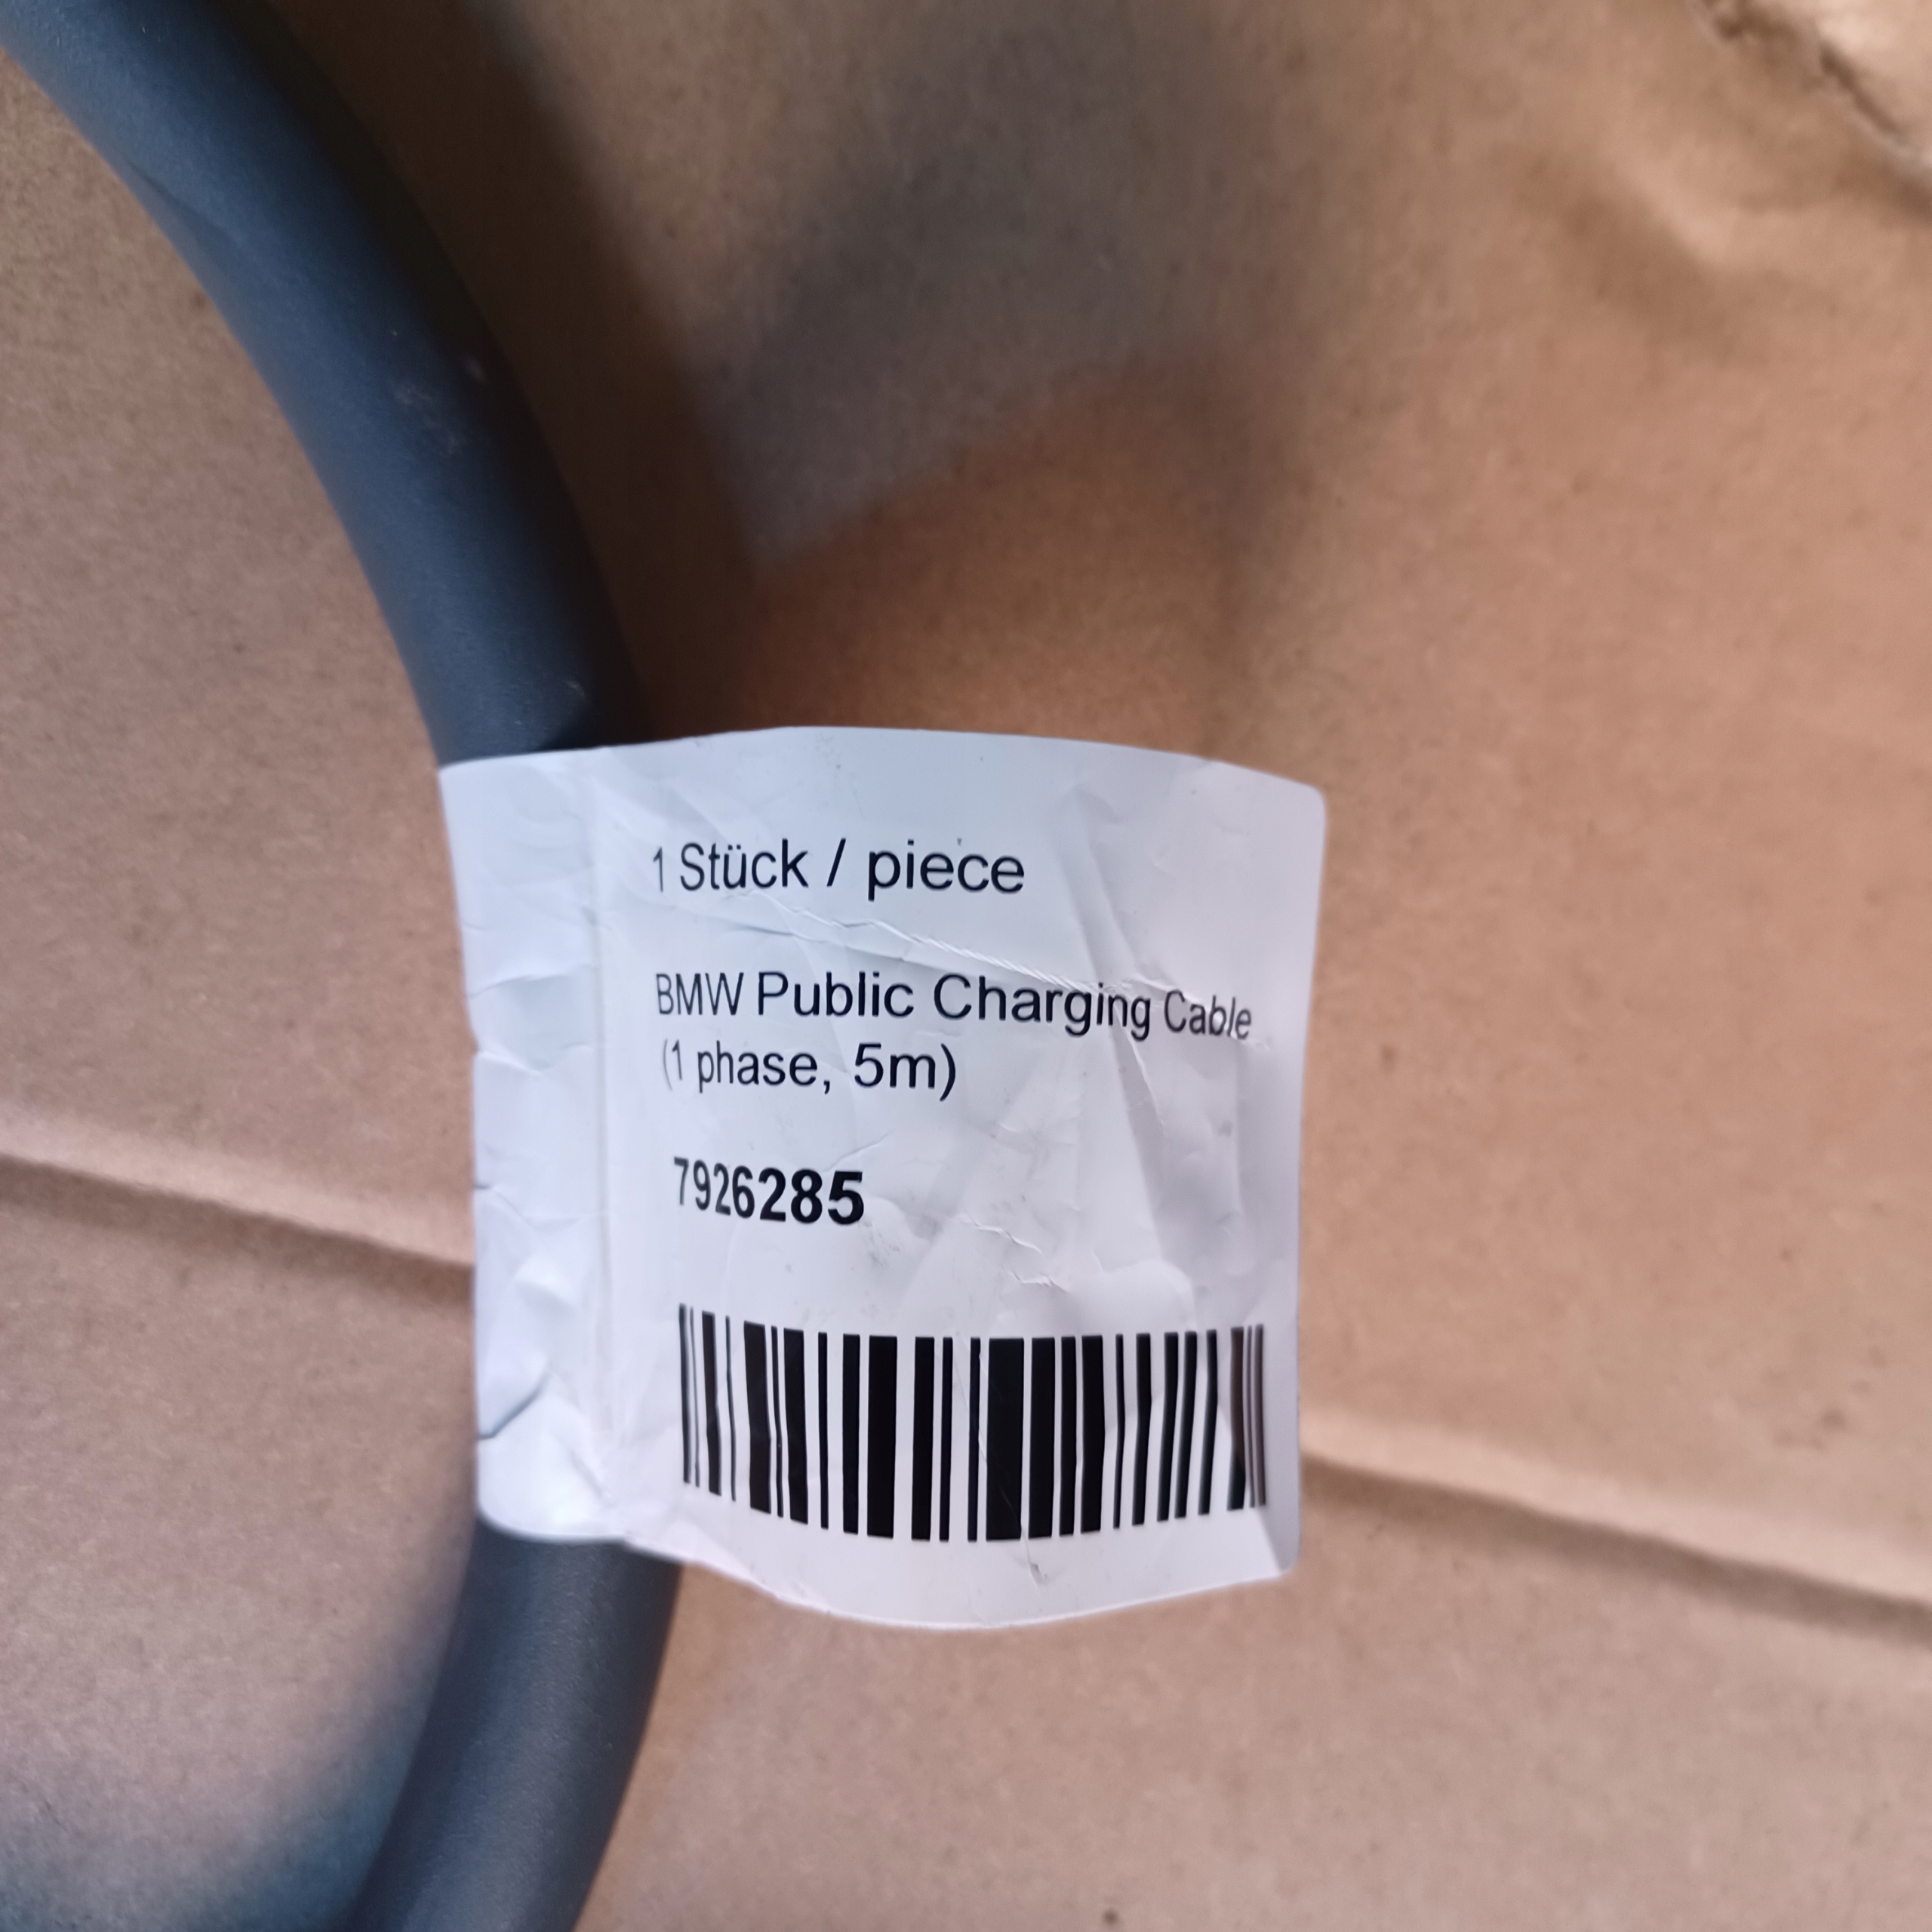 1 Stück / piece
BMW Public Charging Cable
(1 phase, 5m)
7926285